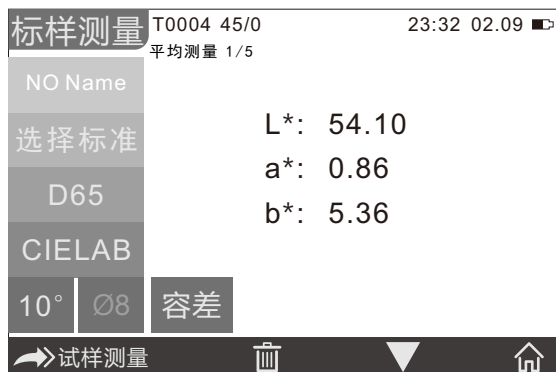 标样测量 T0004 45/0 23:32 02.09
平均测量 1/5
NO Name
选择标准
D65
CIELAB
10° Ø8 容差
L*: 54.10
a*: 0.86
b*: 5.36
试样测量